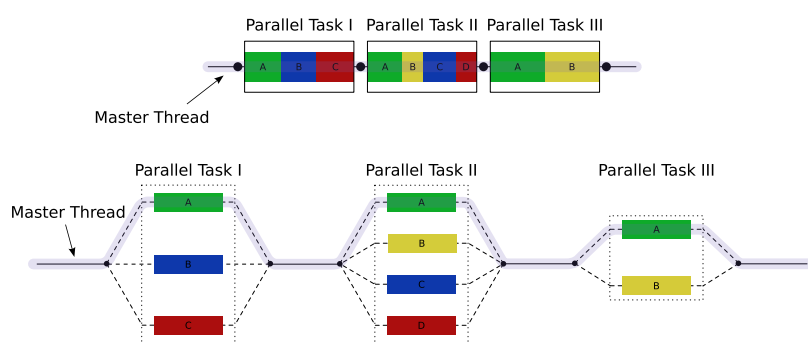 Parallel Task I Parallel Task II Parallel Task III
A B C A B C D A B
Master Thread
Parallel Task I Parallel Task II Parallel Task III
A A
Master Thread
A
B
B
C
B
C D